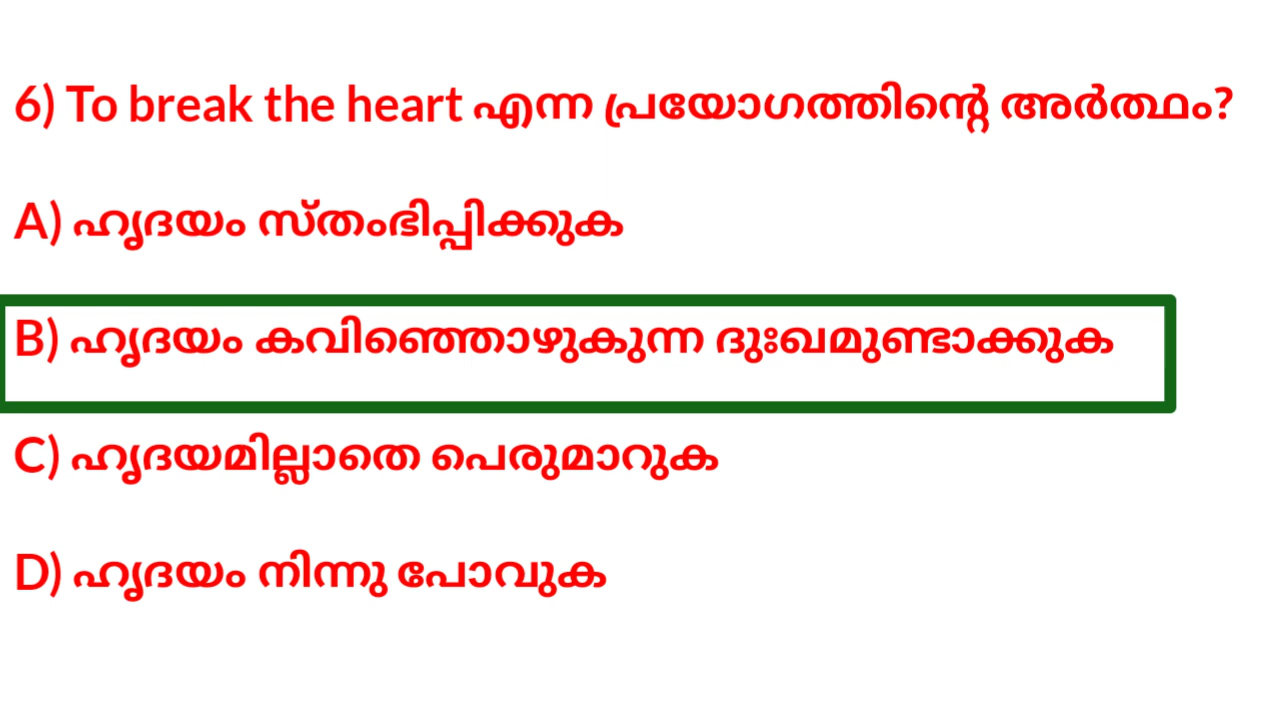 6) To break the heart എന്ന പ്രയോഗത്തിന്റെ അർത്ഥം?
A) ഹൃദയം സ്തംഭിപ്പിക്കുക
B) ഹൃദയം കവിഞ്ഞൊഴുകുന്ന ദുഃഖമുണ്ടാക്കുക
C) ഹൃദയമില്ലാതെ പെരുമാറുക
D) ഹൃദയം നിന്നു പോവുക